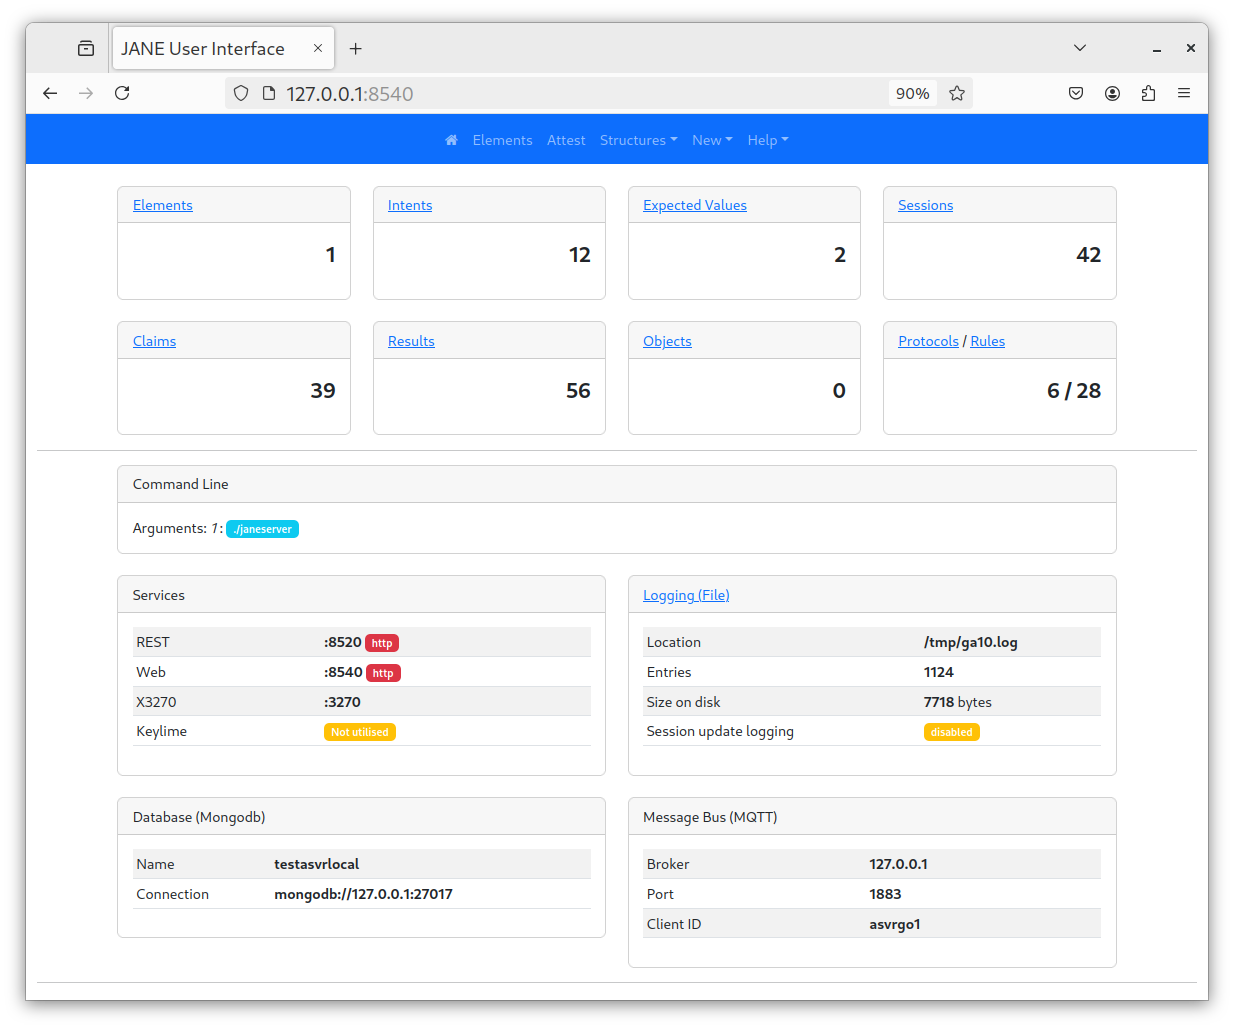 JANE User Interface
127.0.0.1:8540
90%
Elements Attest Structures New Help
Elements
1
Intents
12
Expected Values
2
Sessions
42
Claims
39
Results
56
Objects
0
Protocols / Rules
6 / 28
Command Line
Arguments: 1: ./janeserver
Services
REST :8520 http
Web :8540 http
X3270 :3270
Keylime Not utilised
Logging (File)
Location /tmp/ga10.log
Entries 1124
Size on disk 7718 bytes
Session update logging disabled
Database (Mongodb)
Name testasvrlocal
Connection mongodb://127.0.0.1:27017
Message Bus (MQTT)
Broker 127.0.0.1
Port 1883
Client ID asvrgo1